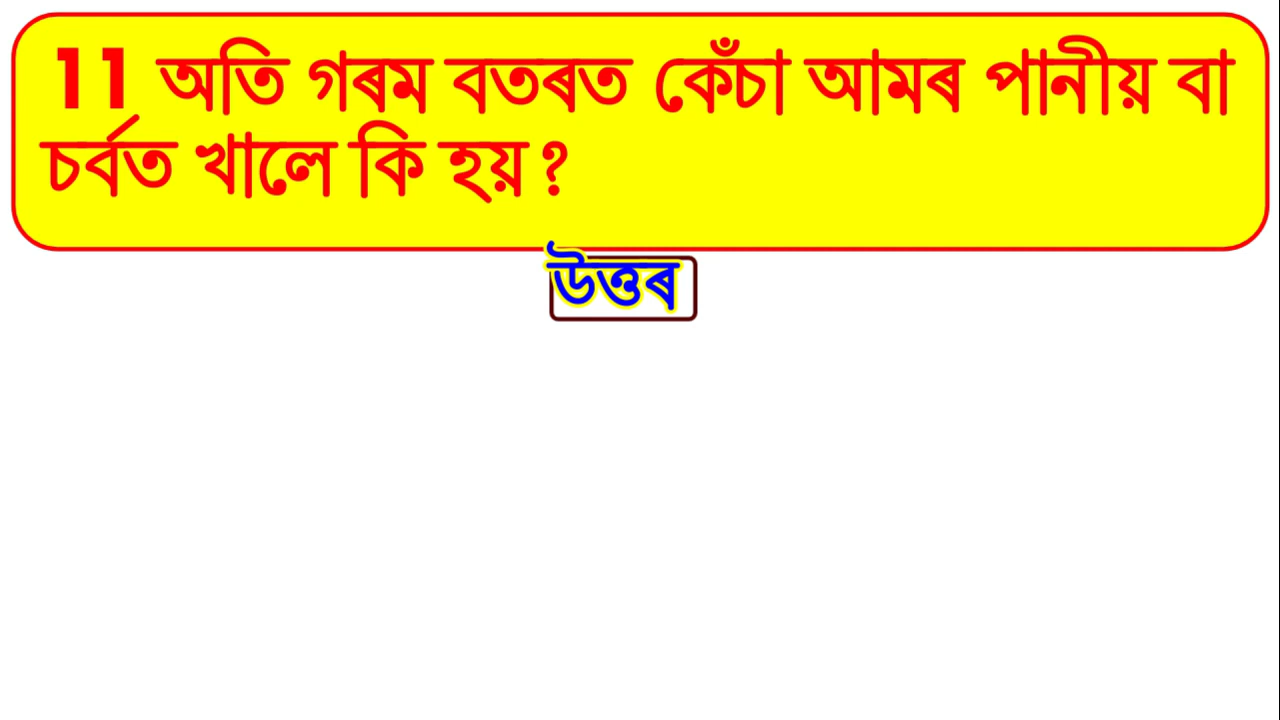 11 অতি গৰম বতৰত কেঁচা আমৰ পানীয় বা
চৰ্বত খালে কি হয় ?
উত্তৰ